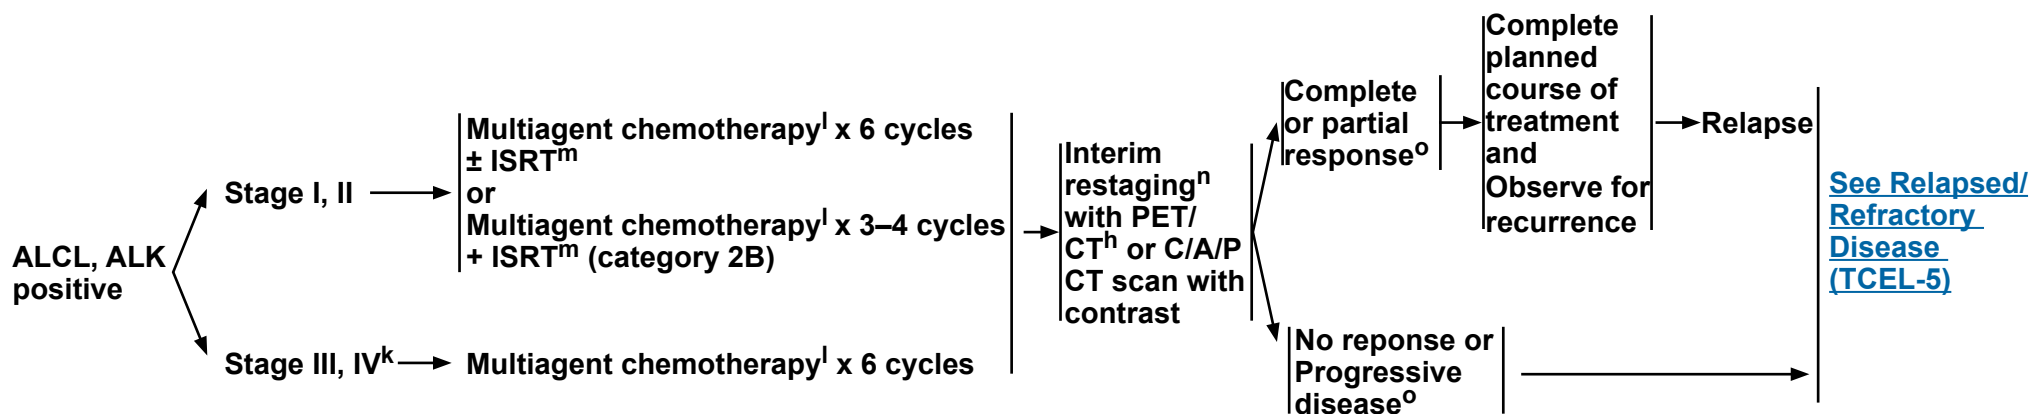 ALCL, ALK
positive
Stage I, II
Multiagent chemotherapyˡ x 6 cycles
± ISRTᵐ
or
Multiagent chemotherapyˡ x 3–4 cycles
+ ISRTᵐ (category 2B)
Stage III, IVᵏ
Multiagent chemotherapyˡ x 6 cycles
Interim
restagingⁿ
with PET/
CTʰ or C/A/P
CT scan with
contrast
Complete
or partial
responseᵒ
Complete
planned
course of
treatment
and
Observe for
recurrence
Relapse
No reponse or
Progressive
diseaseᵒ
See Relapsed/
Refractory
Disease
(TCEL-5)